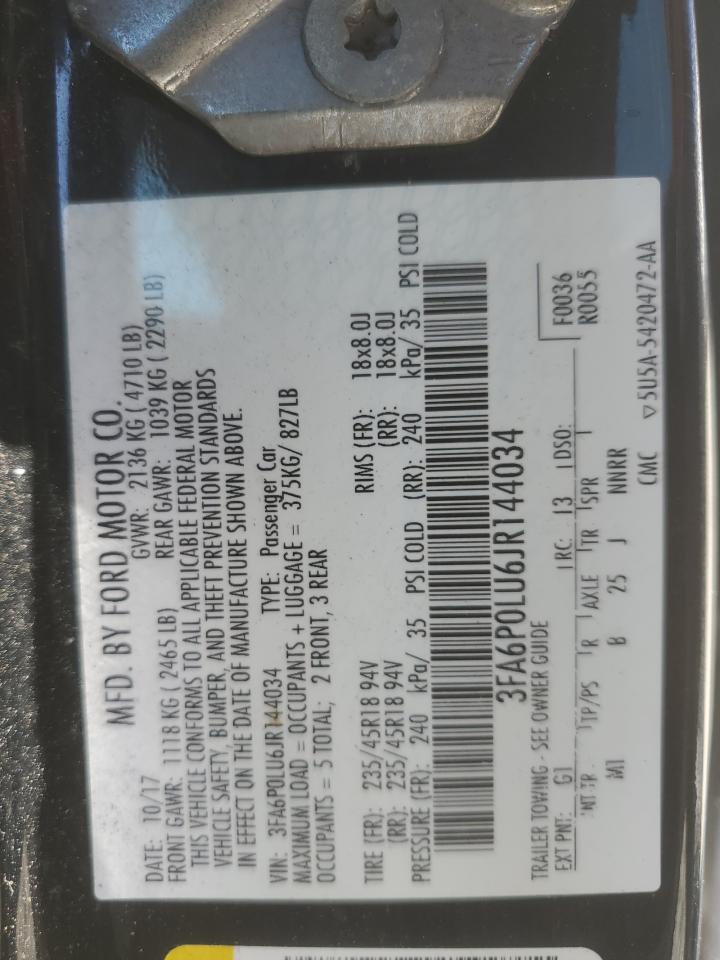 MFD. BY FORD MOTOR CO.
DATE: 10/17 GVWR: 2136 KG ( 4710 LB)
FRONT GAWR: 1118 KG ( 2465 LB) REAR GAWR: 1039 KG ( 2290 LB)
THIS VEHICLE CONFORMS TO ALL APPLICABLE FEDERAL MOTOR
VEHICLE SAFETY, BUMPER, AND THEFT PREVENTION STANDARDS
IN EFFECT ON THE DATE OF MANUFACTURE SHOWN ABOVE.
VIN: 3FA6P0LU6JR144034 TYPE: Passenger Car
MAXIMUM LOAD = OCCUPANTS + LUGGAGE = 375KG/ 827LB
OCCUPANTS = 5 TOTAL; 2 FRONT, 3 REAR
TIRE (FR): 235/45R18 94V RIMS (FR): 18x8.0J
(RR): 235/45R18 94V (RR): 18x8.0J
PRESSURE (FR): 240 kPa/ 35 PSI COLD (RR): 240 kPa/ 35 PSI COLD
3FA6P0LU6JR144034
TRAILER TOWING - SEE OWNER GUIDE
EXT PNT: G1 RC: 13 DSO: F0036
R0055
INT TR TP/PS R AXLE TR SPR
MI B 25 J NNRR
CMC ▽5U5A-5420472-AA